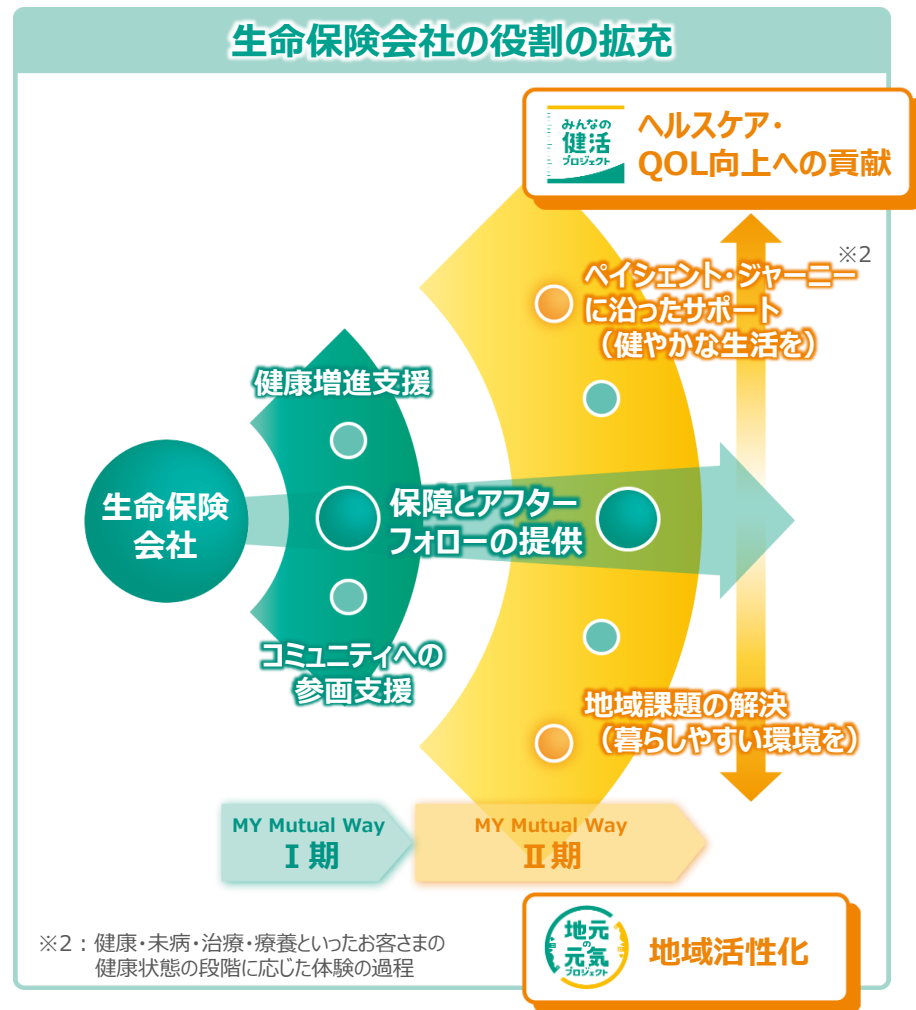 生命保険会社の役割の拡充
みんなの
健活
プロジェクト
ヘルスケア・
QOL向上への貢献
※2
ペイシェント・ジャーニー
に沿ったサポート
（健やかな生活を）
健康増進支援
生命保険
会社
保障とアフター
フォローの提供
コミュニティへの
参画支援
地域課題の解決
（暮らしやすい環境を）
MY Mutual Way
Ⅰ期
MY Mutual Way
Ⅱ期
※2：健康・未病・治療・療養といったお客さまの
健康状態の段階に応じた体験の過程
地元
の
元気
プロジェクト
地域活性化